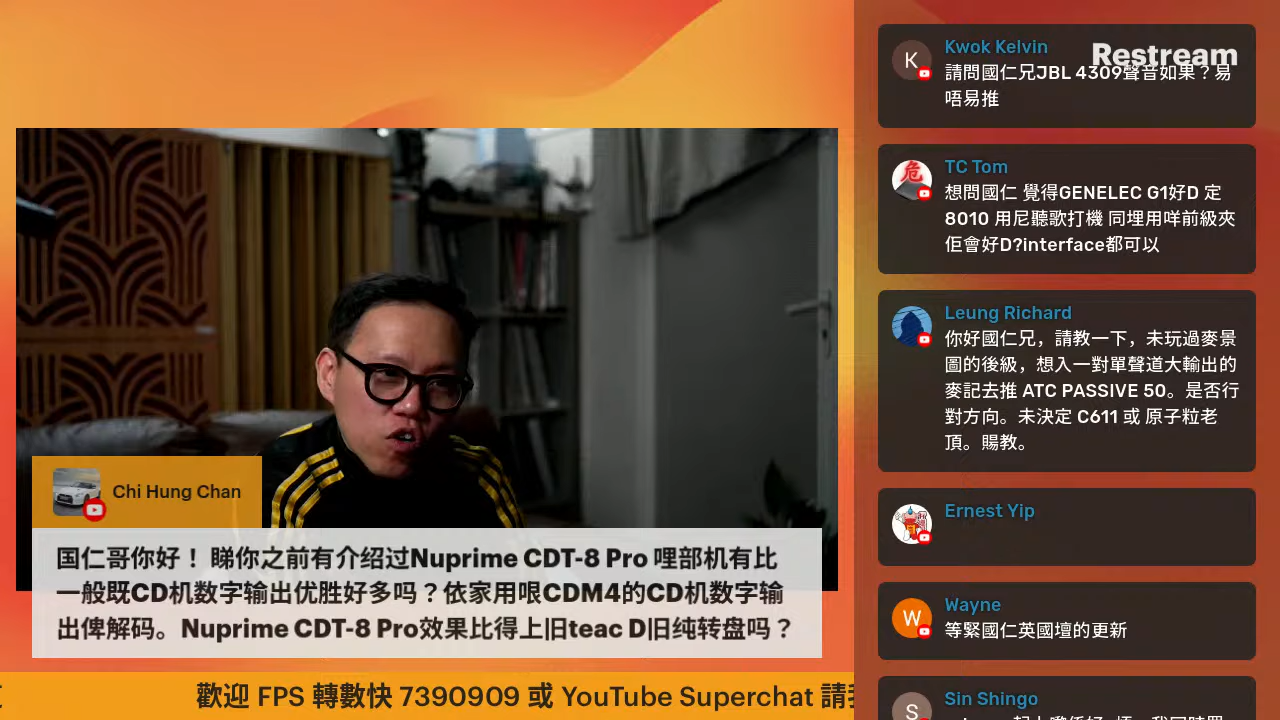 Restream
Kwok Kelvin
K
請問國仁兄JBL 4309聲音如果？易
唔易推
TC Tom
危
想問國仁 覺得GENELEC G1好D 定
8010 用尼聽歌打機 同埋用咩前級夾
佢會好D?interface都可以
Leung Richard
你好國仁兄，請教一下，未玩過麥景
圖的後級，想入一對單聲道大輸出的
麥記去推 ATC PASSIVE 50。是否行
對方向。未決定 C611 或 原子粒老
頂。賜教。
Ernest Yip
Wayne
W
等緊國仁英國壇的更新
Sin Shingo
S
Chi Hung Chan
国仁哥你好！ 睇你之前有介绍过Nuprime CDT-8 Pro 哩部机有比
一般既CD机数字输出优胜好多吗？依家用哏CDM4的CD机数字输
出俾解码。Nuprime CDT-8 Pro效果比得上旧teac D旧纯转盘吗？
歡迎 FPS 轉數快 7390909 或 YouTube Superchat 請